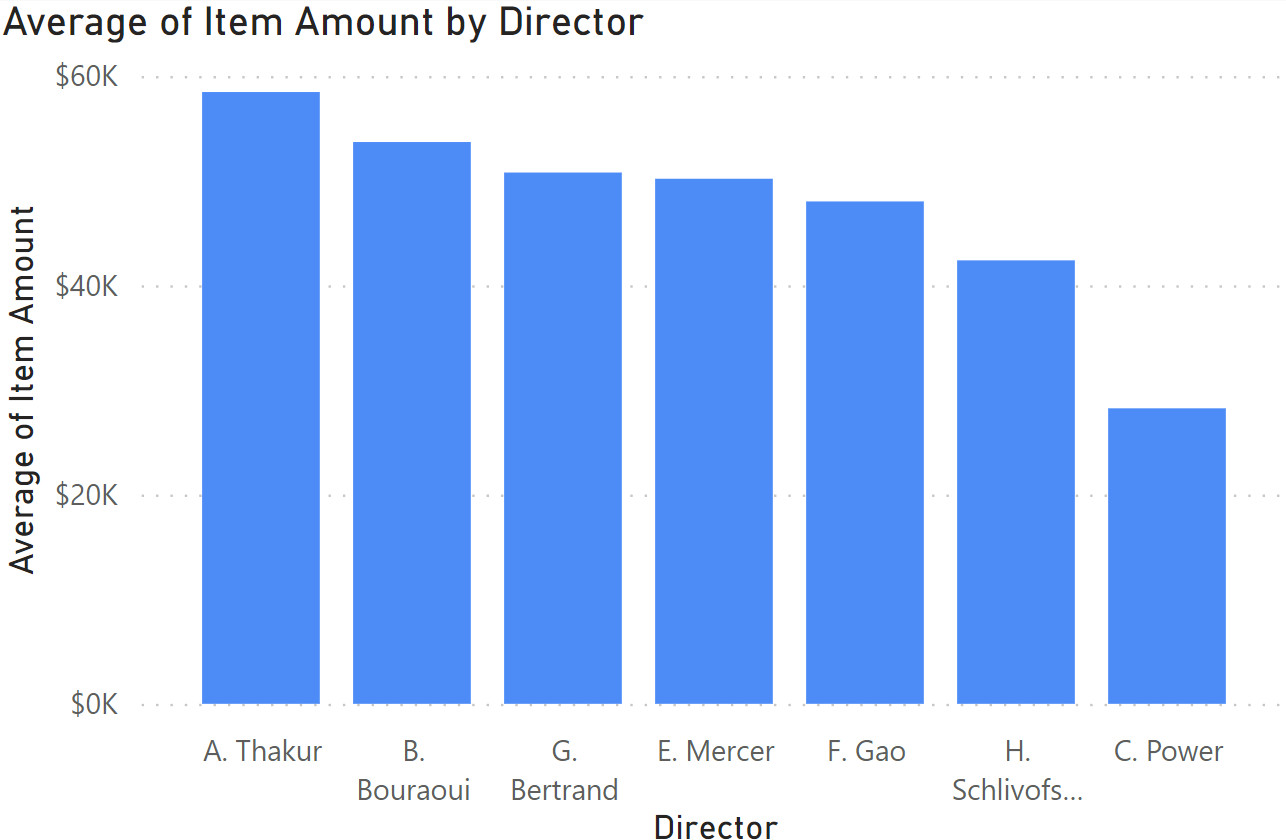 Average of Item Amount by Director
$60K
$40K
$20K
$0K
Average of Item Amount
A. Thakur
B.
Bouraoui
G.
Bertrand
E. Mercer
F. Gao
H.
Schlivofs...
C. Power
Director